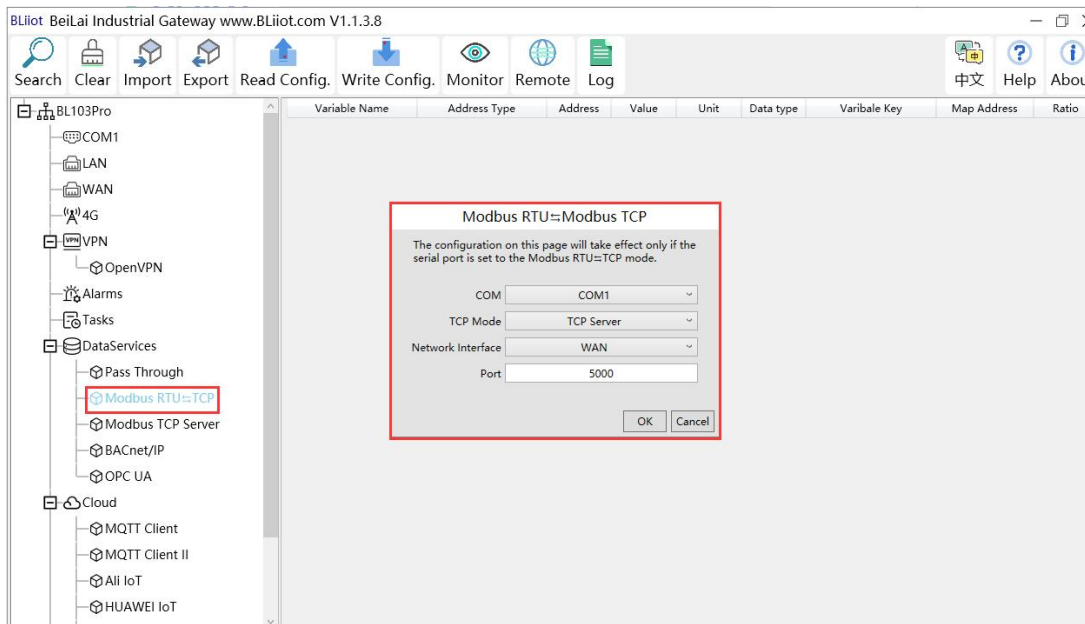 BLiiot BeiLai Industrial Gateway www.BLiiot.com V1.1.3.8
Search Clear Import Export Read Config. Write Config. Monitor Remote Log 中文 Help Abou
BL103Pro
Variable Name Address Type Address Value Unit Data type Varibale Key Map Address Ratio
COM1
LAN
WAN
4G
VPN
OpenVPN
Alarms
Tasks
DataServices
Pass Through
Modbus RTU⇆TCP
Modbus TCP Server
BACnet/IP
OPC UA
Cloud
MQTT Client
MQTT Client II
Ali IoT
HUAWEI IoT
Modbus RTU⇆Modbus TCP
The configuration on this page will take effect only if the
serial port is set to the Modbus RTU⇆TCP mode.
COM COM1
TCP Mode TCP Server
Network Interface WAN
Port 5000
OK Cancel